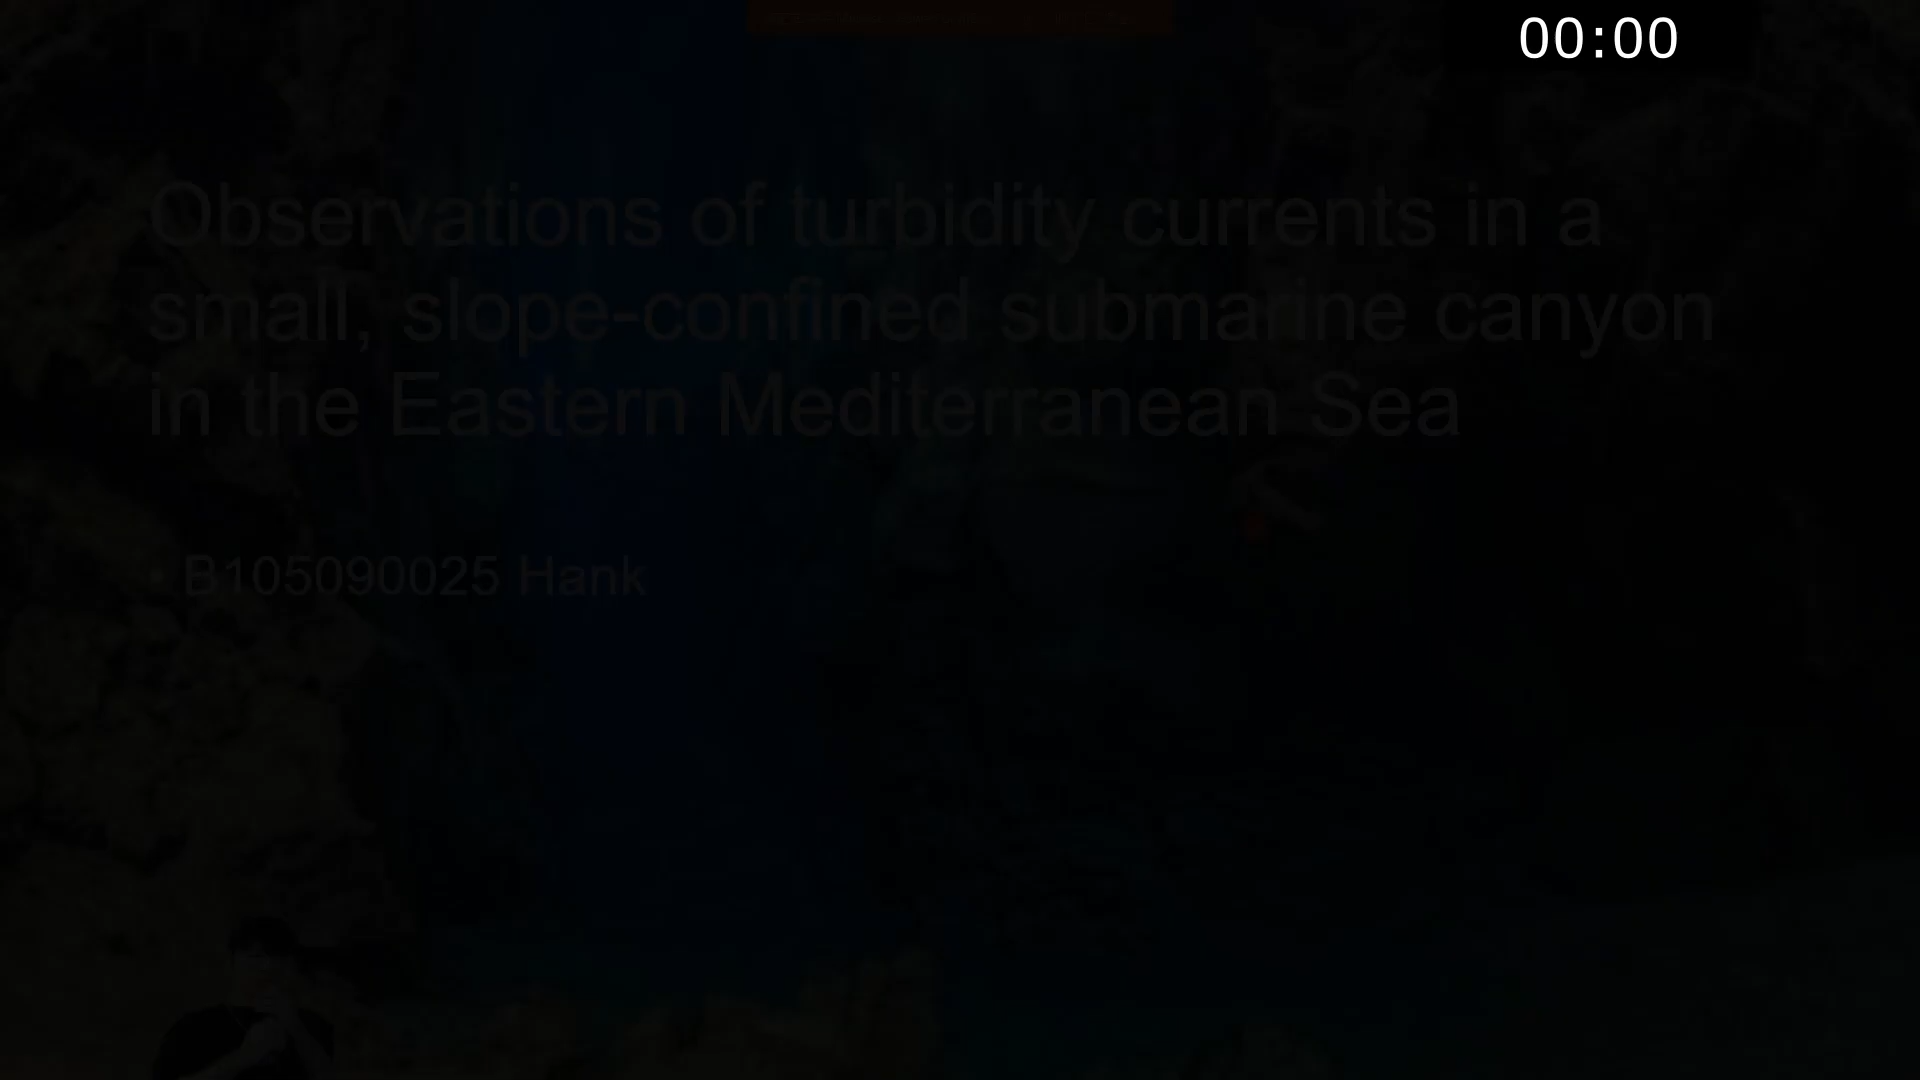 00:00
Observations of turbidity currents in a
small, slope-confined submarine canyon
in the Eastern Mediterranean Sea
• B105090025 Hank